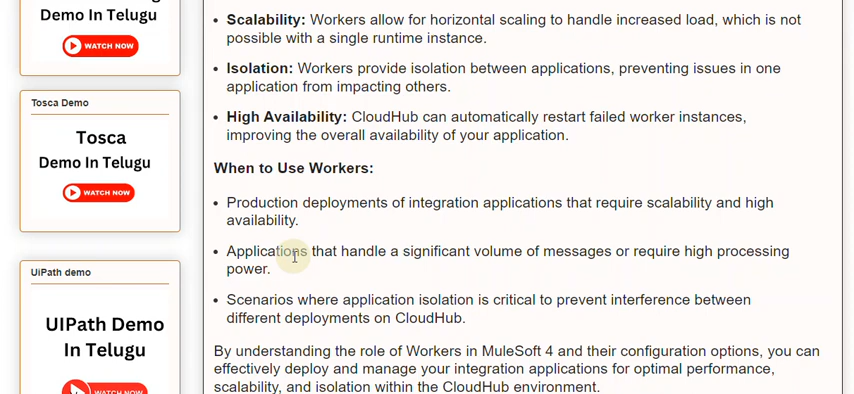 Demo In Telugu
WATCH NOW
Tosca Demo
Tosca
Demo In Telugu
WATCH NOW
UiPath demo
UIPath Demo
In Telugu
WATCH NOW
• Scalability: Workers allow for horizontal scaling to handle increased load, which is not
possible with a single runtime instance.
• Isolation: Workers provide isolation between applications, preventing issues in one
application from impacting others.
• High Availability: CloudHub can automatically restart failed worker instances,
improving the overall availability of your application.
When to Use Workers:
• Production deployments of integration applications that require scalability and high
availability.
• Applications that handle a significant volume of messages or require high processing
power.
• Scenarios where application isolation is critical to prevent interference between
different deployments on CloudHub.
By understanding the role of Workers in MuleSoft 4 and their configuration options, you can
effectively deploy and manage your integration applications for optimal performance,
scalability, and isolation within the CloudHub environment.